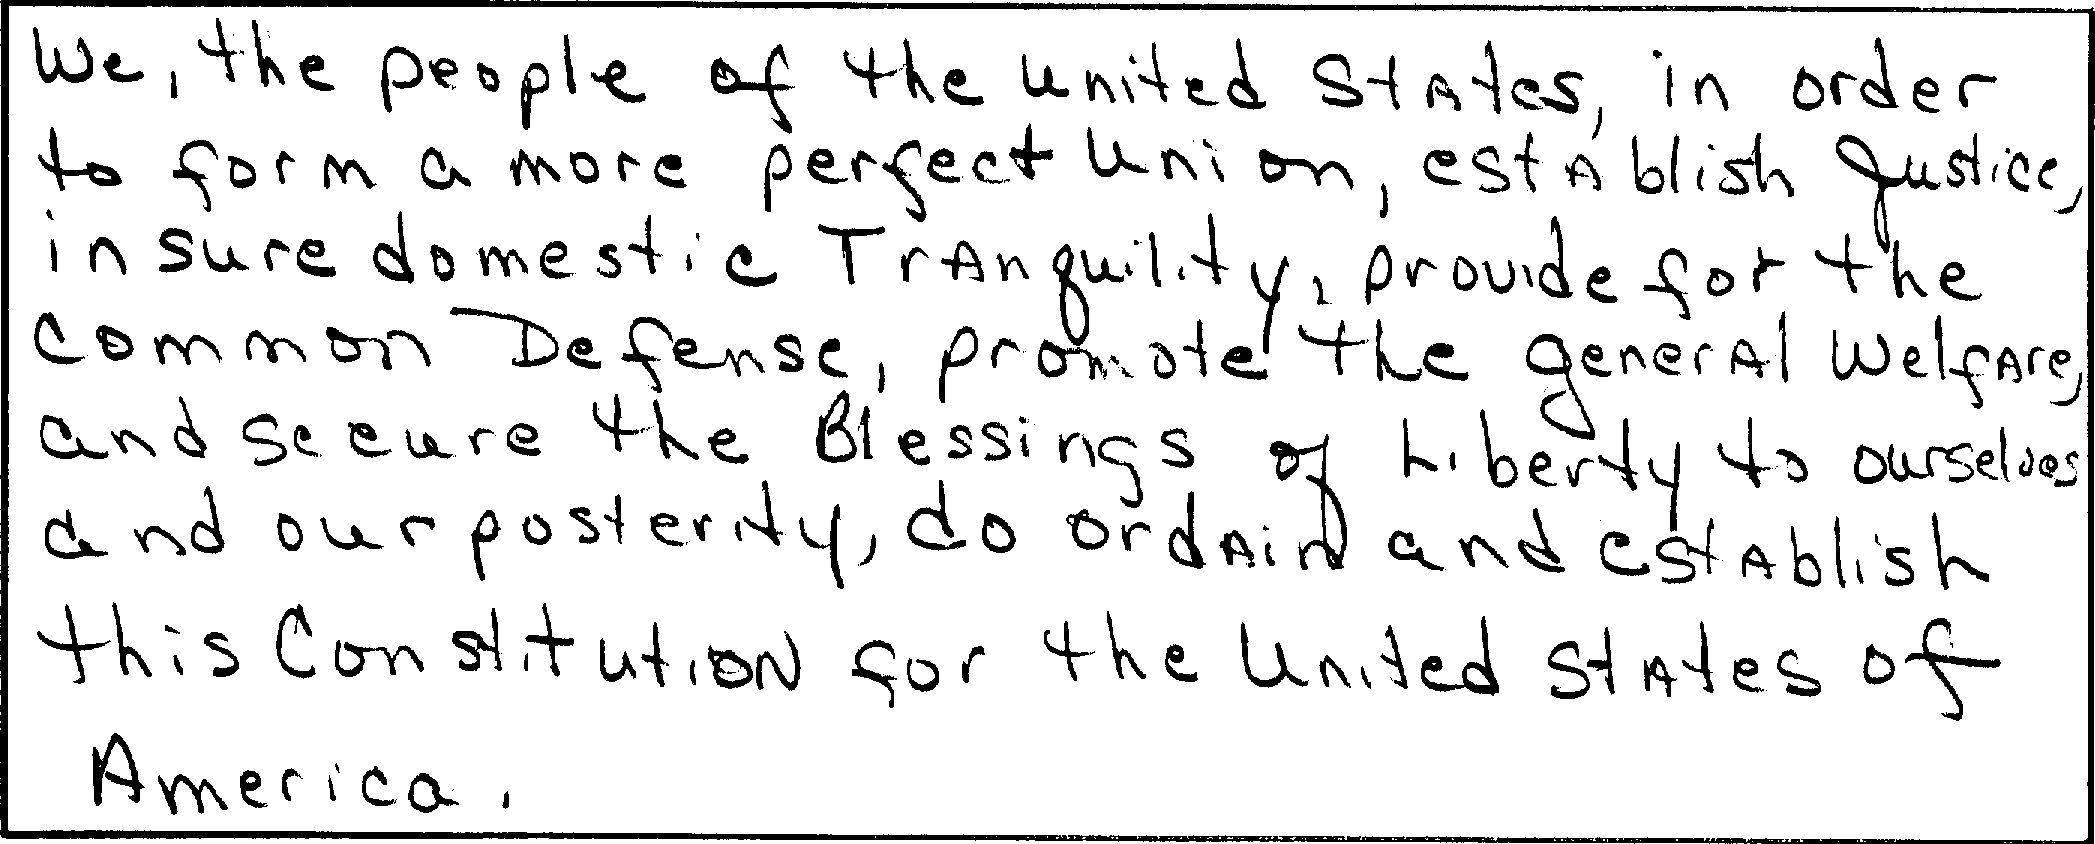 We, the people of the United States, in order
to form a more perfect Union, establish Justice,
insure domestic Tranquility, provide for the
common Defense, promote the general Welfare,
and secure the Blessings of Liberty to ourselves
and our posterity, do ordain and establish
this Constitution for the United States of
America.